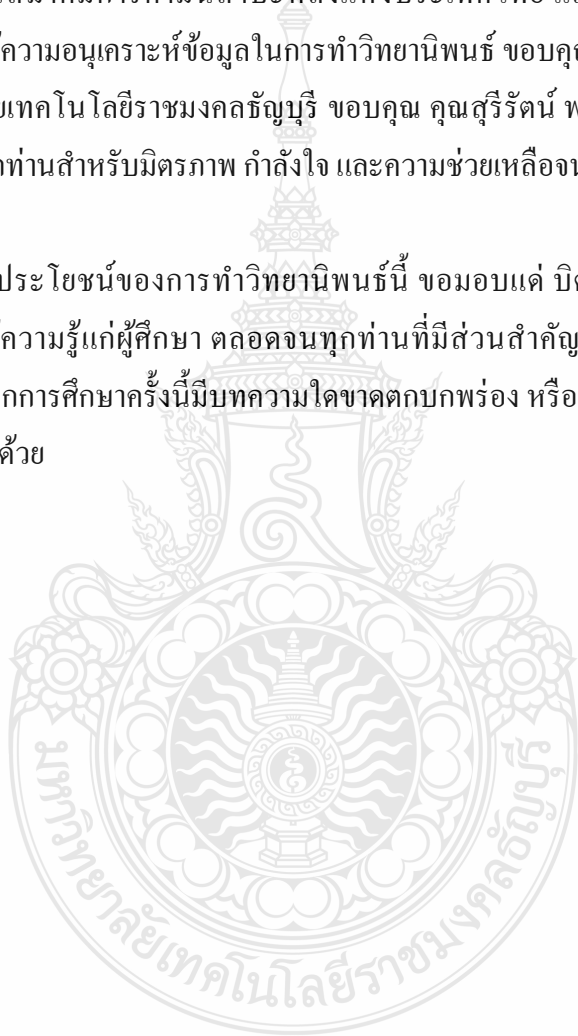 ความอนุเคราะห์ข้อมูลในการทำวิทยานิพนธ์ ขอบคุณ
ยเทคโนโลยีราชมงคลธัญบุรี ขอบคุณ คุณสุรีรัตน์ พ
ท่านสำหรับมิตรภาพ กำลังใจ และความช่วยเหลือจน
ประโยชน์ของการทำวิทยานิพนธ์นี้ ขอมอบแด่ บิด
ความรู้แก่ผู้ศึกษา ตลอดจนทุกท่านที่มีส่วนสำคัญ
กการศึกษาครั้งนี้มีบทความใดขาดตกบกพร่อง หรือ
ด้วย
มหาวิทยาลัยเทคโนโลยีราชมงคลธัญบุรี